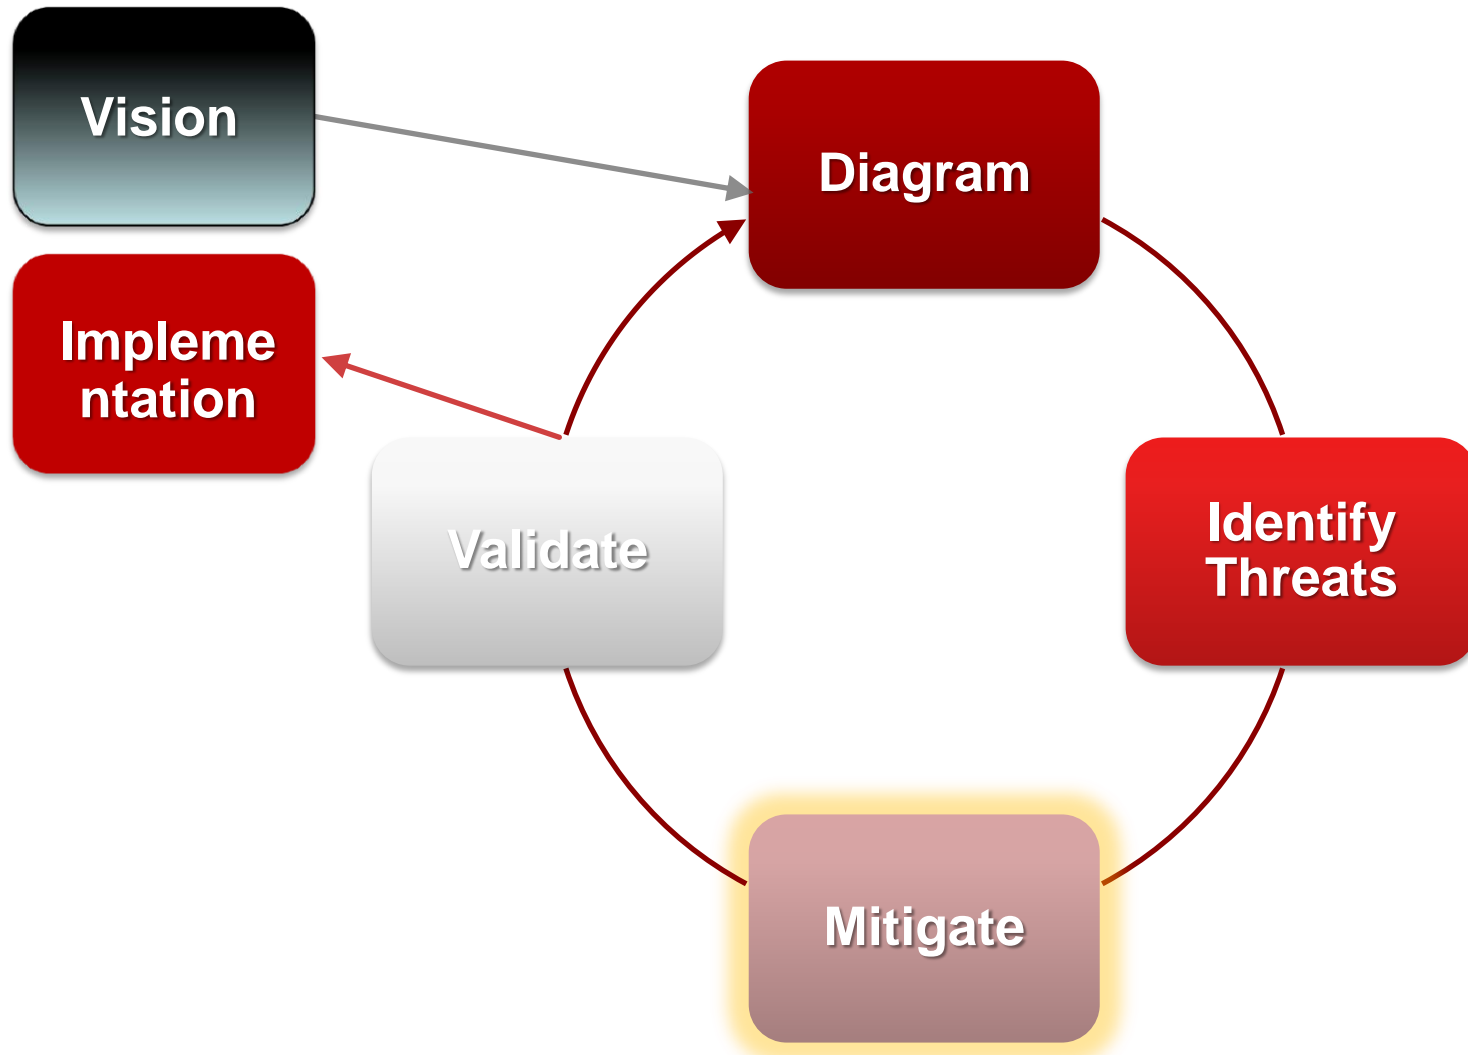 Vision
Diagram
Impleme
ntation
Validate
Identify
Threats
Mitigate